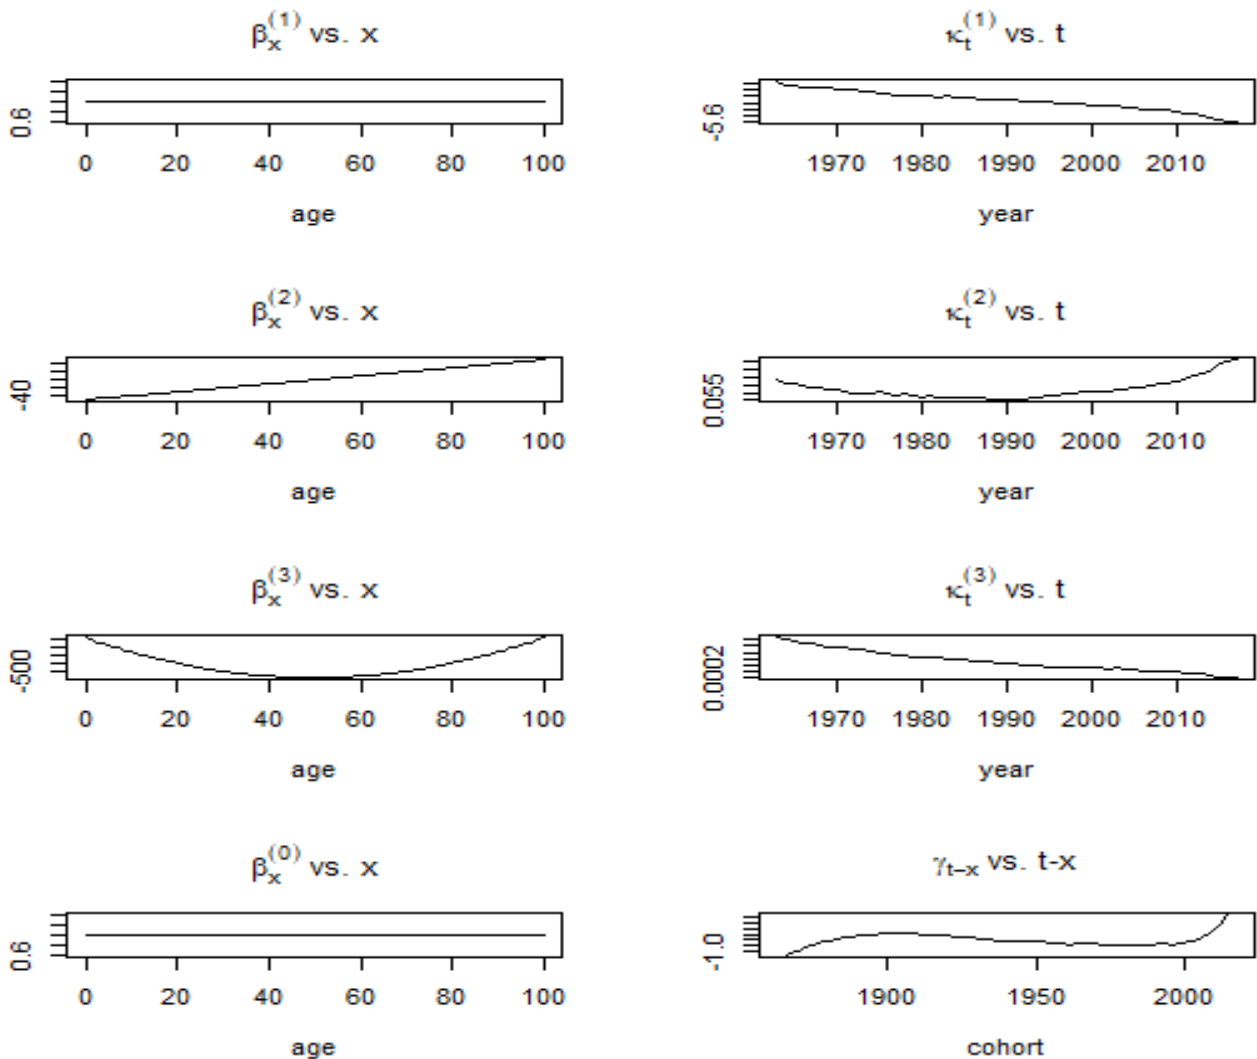 β_x^(1) vs. x
0.6
0 20 40 60 80 100
age
κ_t^(1) vs. t
-5.6
1970 1980 1990 2000 2010
year
β_x^(2) vs. x
-40
0 20 40 60 80 100
age
κ_t^(2) vs. t
0.055
1970 1980 1990 2000 2010
year
β_x^(3) vs. x
-500
0 20 40 60 80 100
age
κ_t^(3) vs. t
0.0002
1970 1980 1990 2000 2010
year
β_x^(0) vs. x
0.6
0 20 40 60 80 100
age
γ_t−x vs. t-x
-1.0
1900 1950 2000
cohort